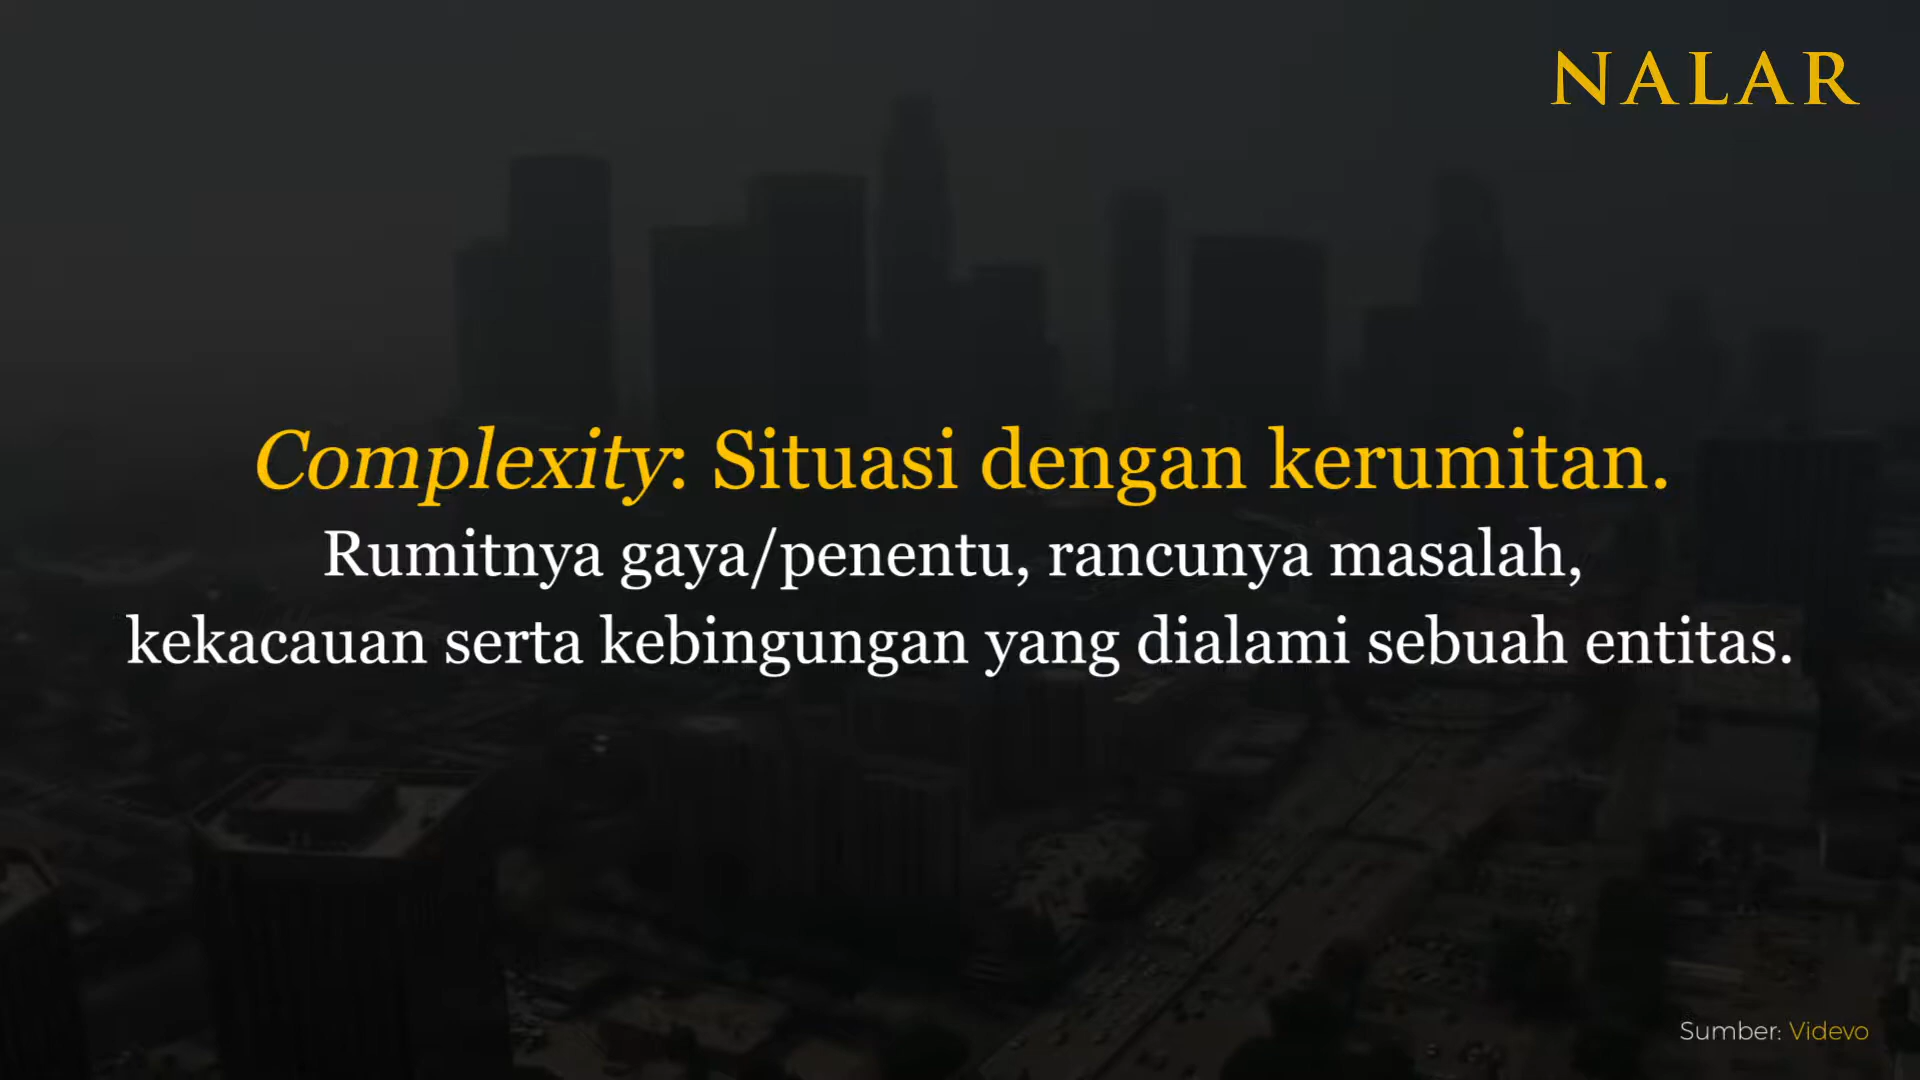 NALAR
Complexity: Situasi dengan kerumitan.
Rumitnya gaya/penentu, rancunya masalah,
kekacauan serta kebingungan yang dialami sebuah entitas.
Sumber: Videvo